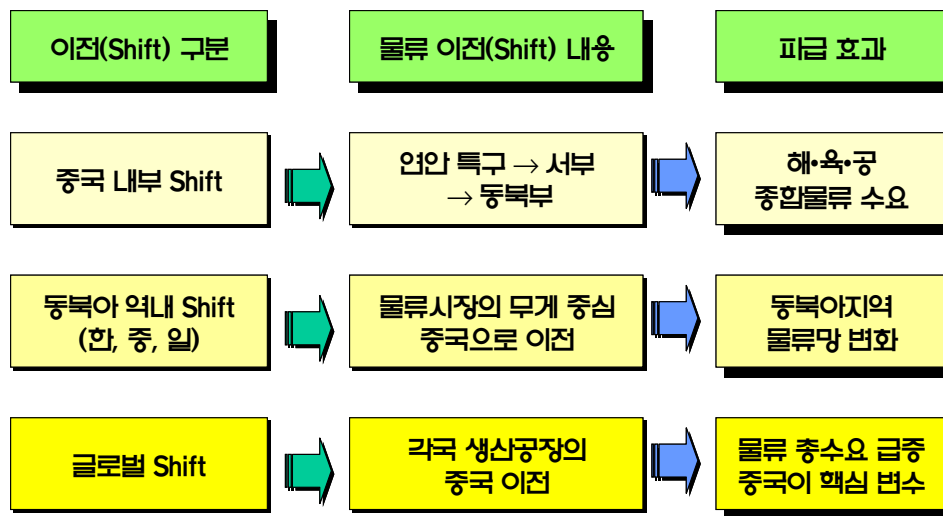 이전(Shift) 구분
물류 이전(Shift) 내용
파급 효과
중국 내부 Shift
연안 특구 → 서부
→ 동북부
해·육·공
종합물류 수요
동북아 역내 Shift
(한, 중, 일)
물류시장의 무게 중심
중국으로 이전
동북아지역
물류망 변화
글로벌 Shift
각국 생산공장의
중국 이전
물류 총수요 급증
중국이 핵심 변수